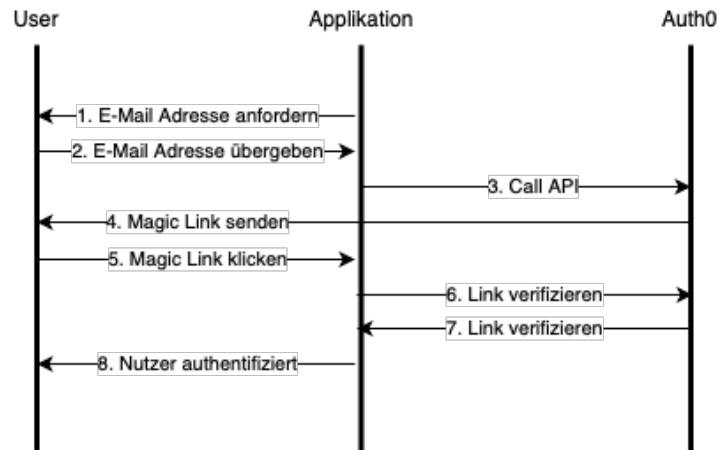 User
Applikation
Auth0
1. E-Mail Adresse anfordern
2. E-Mail Adresse übergeben
3. Call API
4. Magic Link senden
5. Magic Link klicken
6. Link verifizieren
7. Link verifizieren
8. Nutzer authentifiziert